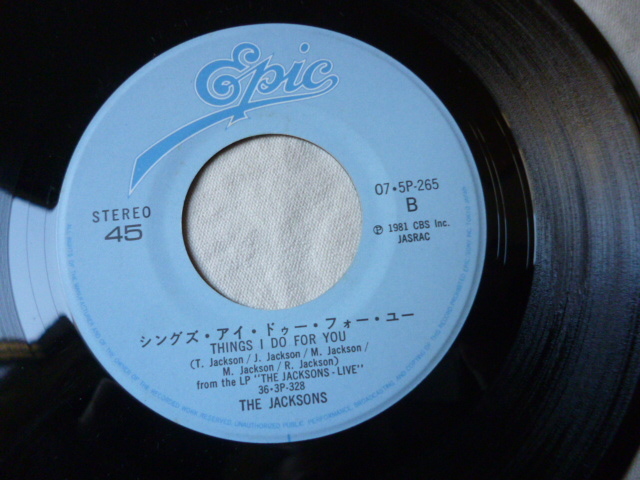 Epic
07・5P-265
B
STEREO
45
Ⓟ 1981 CBS Inc.
JASRAC
シングズ・アイ・ドゥー・フォー・ユー
THINGS I DO FOR YOU
(T. Jackson / J. Jackson / M. Jackson /
M. Jackson / R. Jackson)
from the LP "THE JACKSONS-LIVE"
36・3P-328
THE JACKSONS